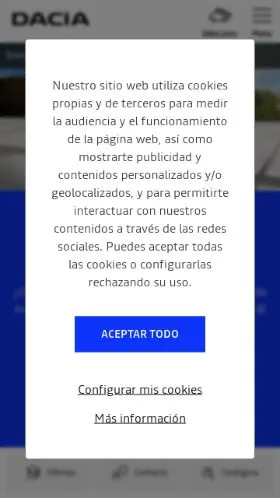 DACIA
Nuestro sitio web utiliza cookies
propias y de terceros para medir
la audiencia y el funcionamiento
de la página web, así como
mostrarte publicidad y
contenidos personalizados y/o
geolocalizados, y para permitirte
interactuar con nuestros
contenidos a través de las redes
sociales. Puedes aceptar todas
las cookies o configurarlas
rechazando su uso.
ACEPTAR TODO
Configurar mis cookies
Más información